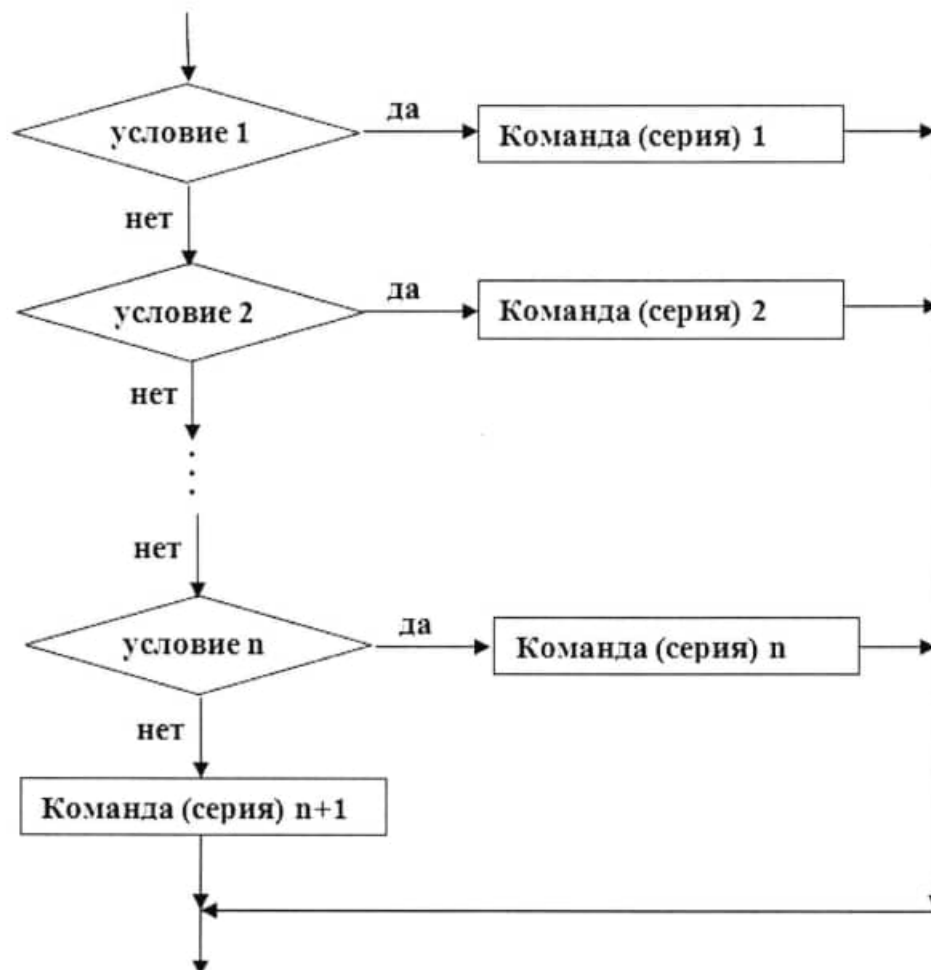 условие 1
да
Команда (серия) 1
нет
условие 2
да
Команда (серия) 2
нет
нет
условие n
да
Команда (серия) n
нет
Команда (серия) n+1